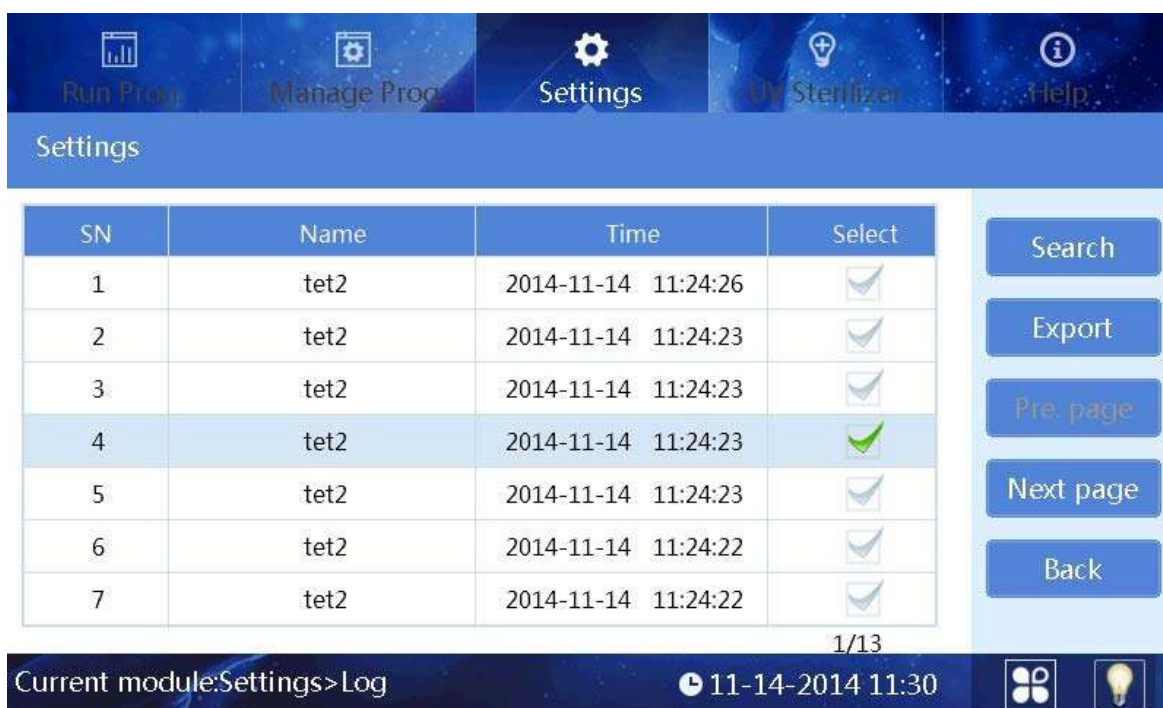 Run Prog. Manage Prog. Settings UV Sterilizer Help
Settings
SN Name Time Select
1 tet2 2014-11-14 11:24:26
2 tet2 2014-11-14 11:24:23
3 tet2 2014-11-14 11:24:23
4 tet2 2014-11-14 11:24:23
5 tet2 2014-11-14 11:24:23
6 tet2 2014-11-14 11:24:22
7 tet2 2014-11-14 11:24:22
1/13
Search
Export
Pre. page
Next page
Back
Current module:Settings>Log 11-14-2014 11:30